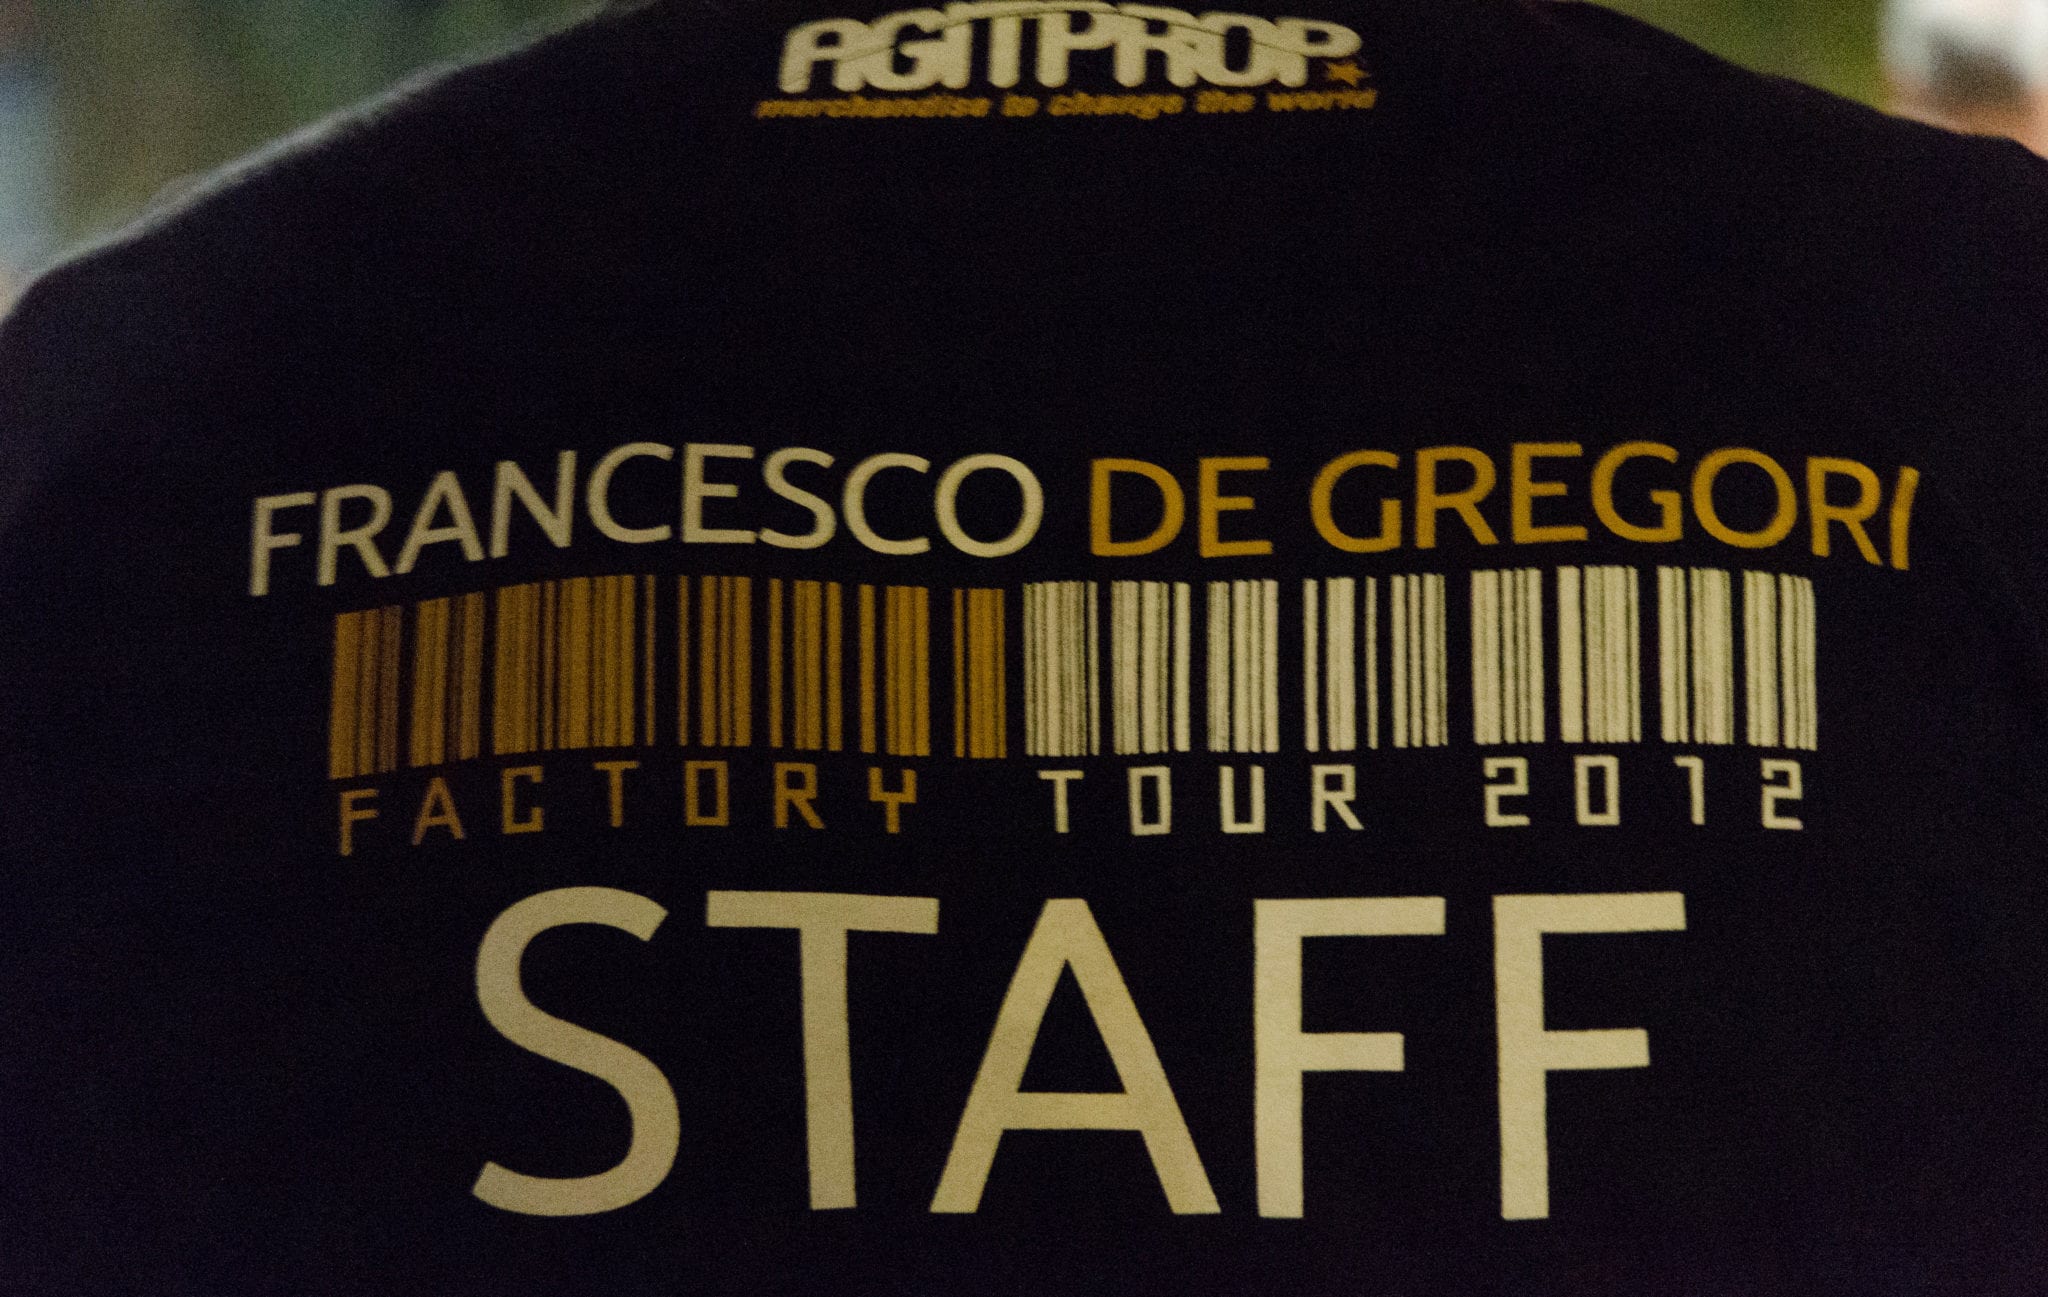 AGITPROP
merchandise to change the world
FRANCESCO DE GREGORI
FACTORY TOUR 2012
STAFF